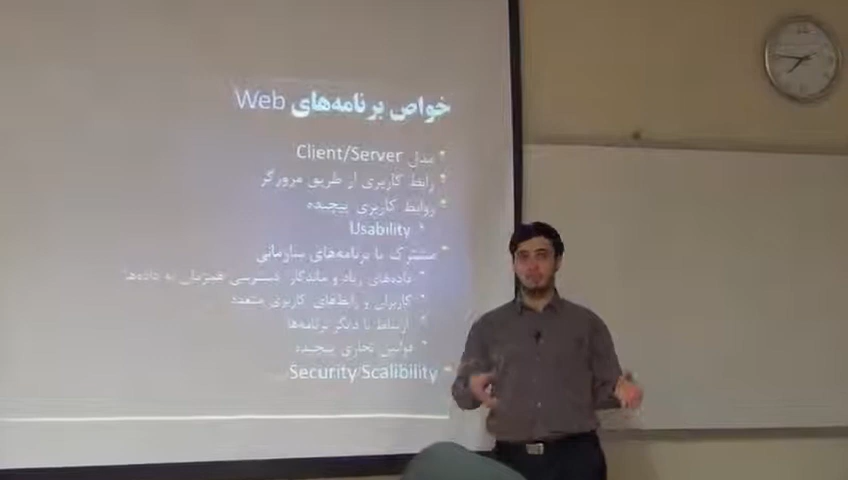 خواص برنامه‌های Web
مدل Client/Server
رابط کاربری از طریق مرورگر
روابط کاربری پیچیده
Usability
مشترک با برنامه‌های سازمانی
داده‌های زیاد و ماندگار، دسترسی همزمان به داده‌ها
کاربران و رابط‌های کاربری متعدد
ارتباط با دیگر برنامه‌ها
قوانین تجاری پیچیده
Security/Scalibility